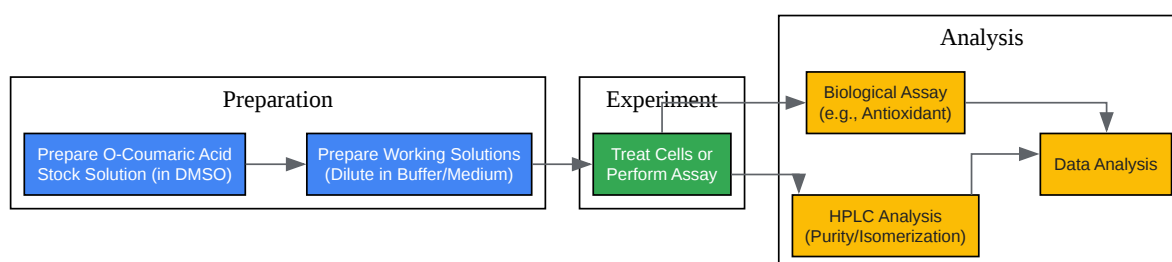 Preparation
Prepare O-Coumaric Acid
Stock Solution (in DMSO)
Prepare Working Solutions
(Dilute in Buffer/Medium)
Experiment
Treat Cells or
Perform Assay
Analysis
Biological Assay
(e.g., Antioxidant)
HPLC Analysis
(Purity/Isomerization)
Data Analysis